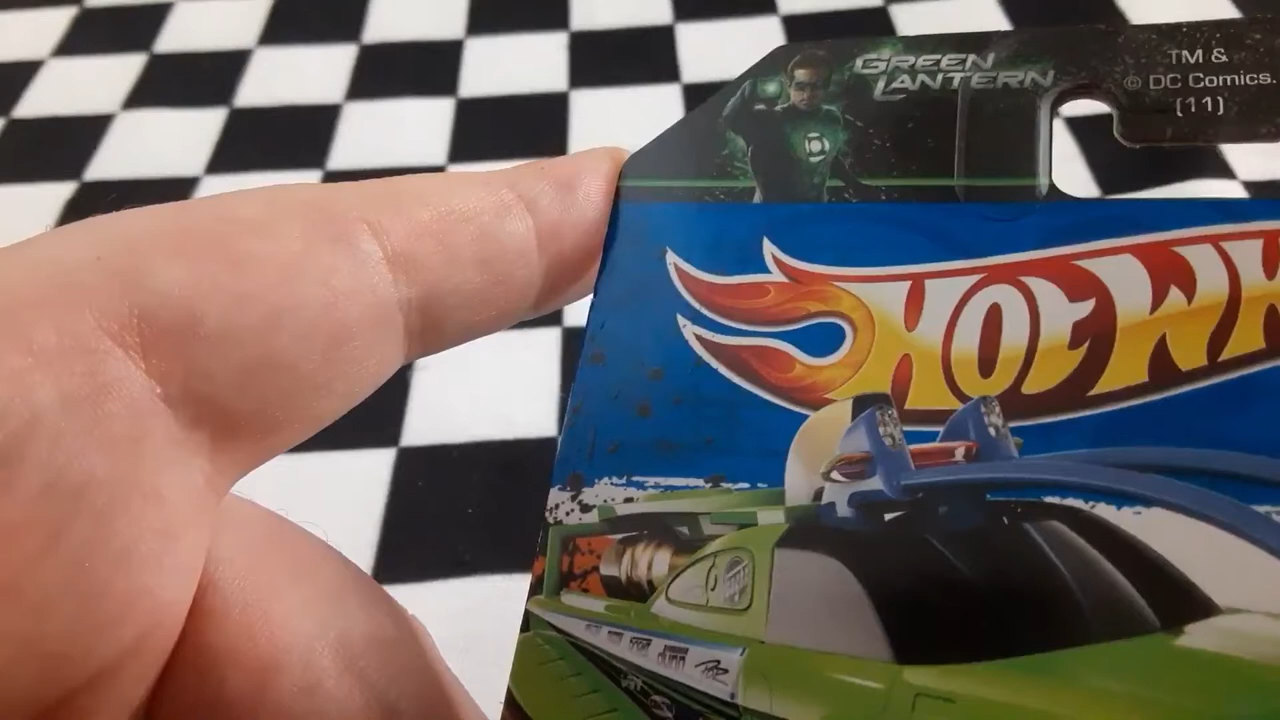 GREEN
LANTERN
TM &
© DC Comics.
(11)
HOT WH